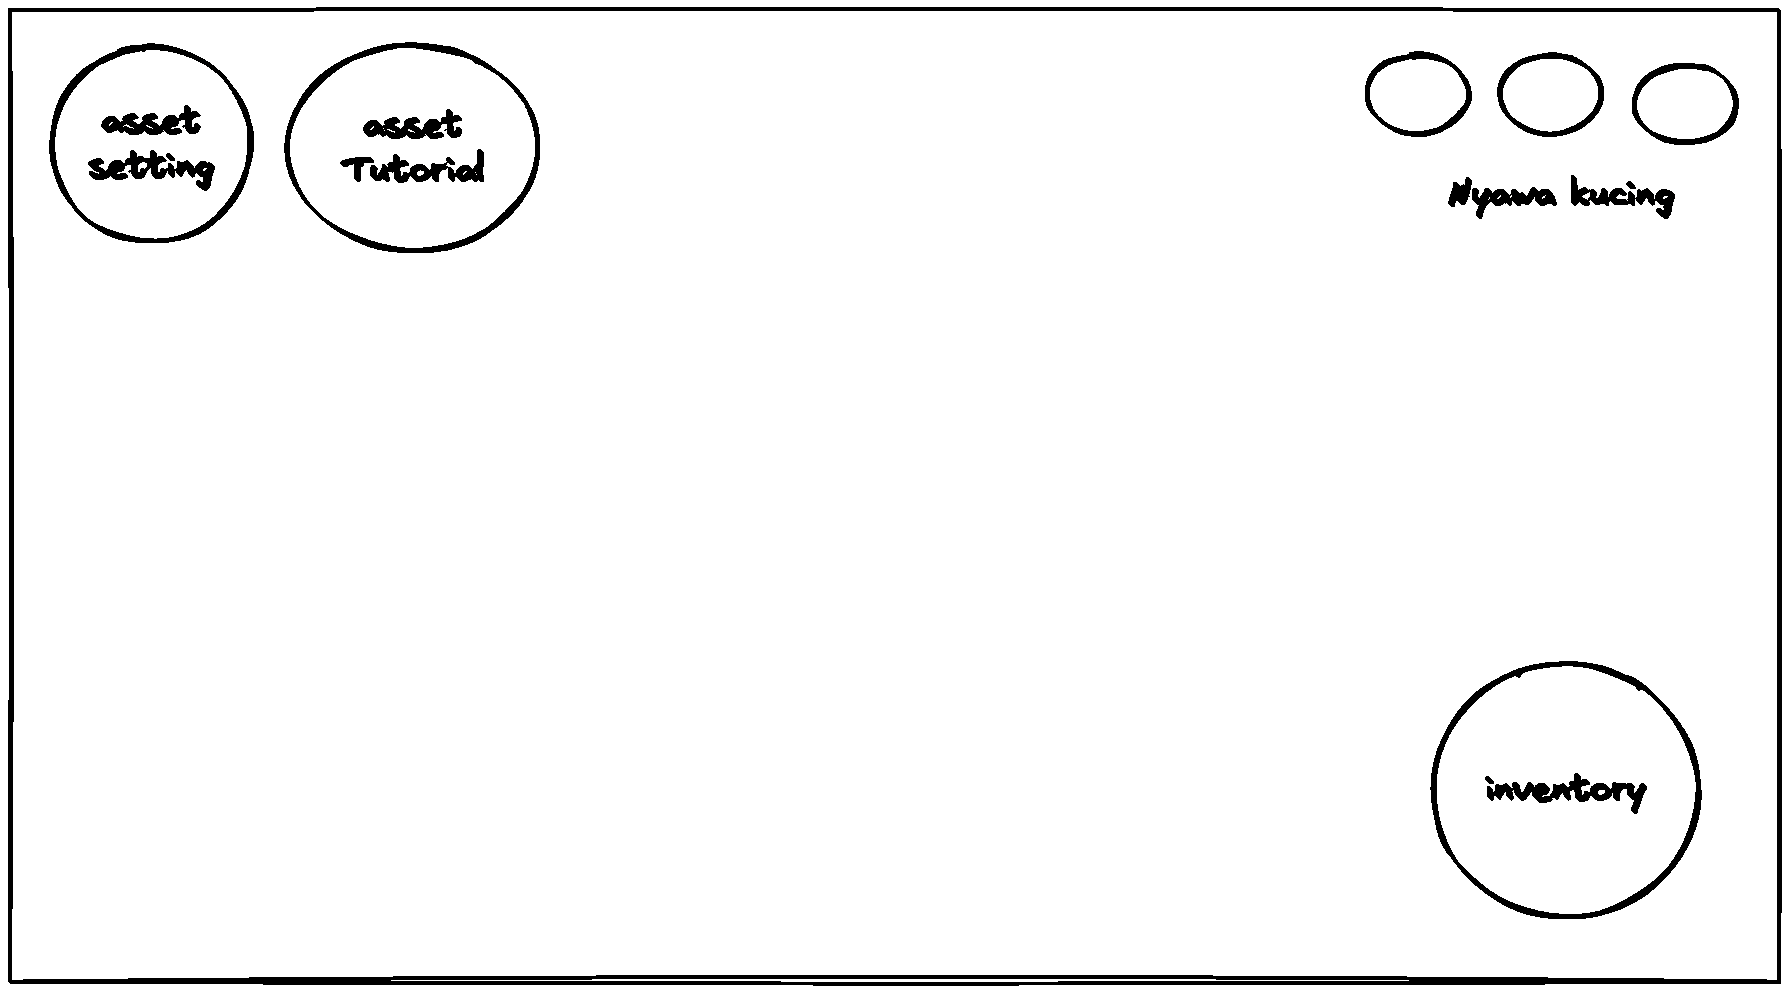 asset
setting
asset
Tutorial
Nyawa kucing
inventory